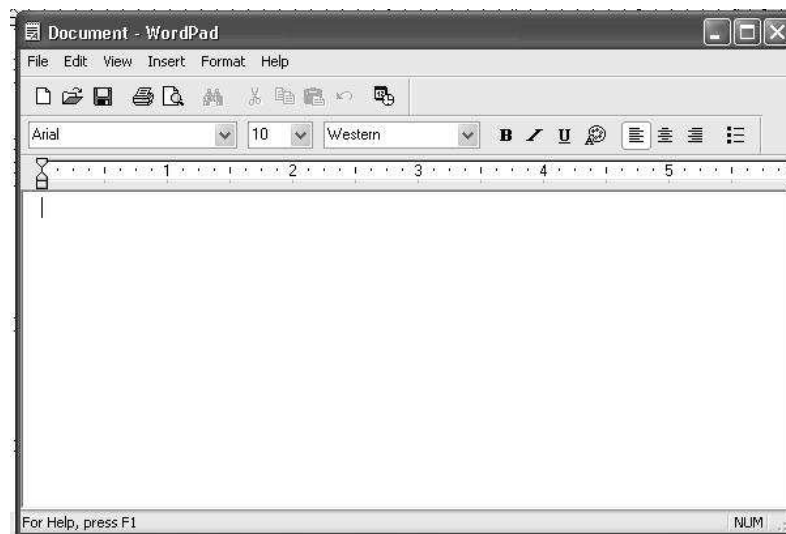 Document - WordPad
File Edit View Insert Format Help
Arial 10 Western B / U
1 2 3 4 5
For Help, press F1 NUM